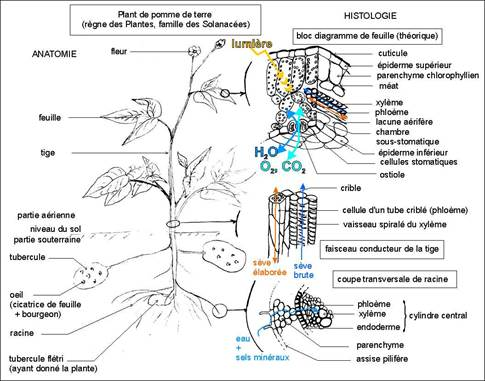 Plant de pomme de terre
(règne des Plantes, famille des Solanacées)
HISTOLOGIE
ANATOMIE
bloc diagramme de feuille (théorique)
fleur
lumière
cuticule
épiderme supérieur
parenchyme chlorophyllien
méat
xylème
phloème
lacune aérifère
chambre
sous-stomatique
épiderme inférieur
cellules stomatiques
ostiole
H2O
O2, CO2
feuille
tige
crible
cellule d'un tube criblé (phloème)
vaisseau spiralé du xylème
faisceau conducteur de la tige
sève
élaborée
sève
brute
partie aérienne
niveau du sol
partie souterraine
tubercule
oeil
(cicatrice de feuille
+ bourgeon)
racine
tubercule flétri
(ayant donné la plante)
coupe transversale de racine
phloème
xylème
endoderme
cylindre central
parenchyme
assise pilifère
eau
+
sels minéraux